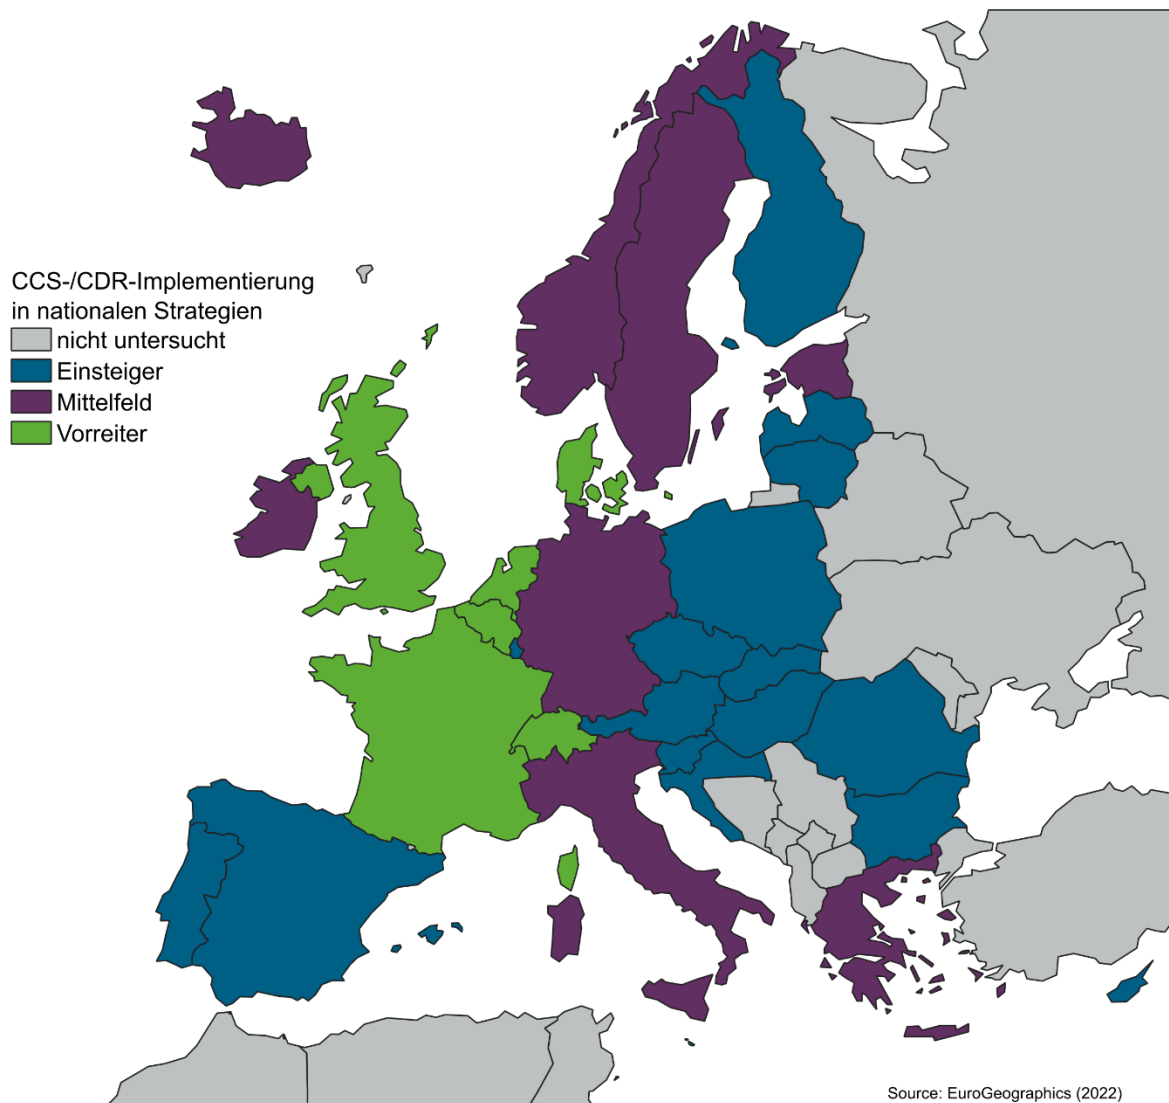 CCS-/CDR-Implementierung
in nationalen Strategien
nicht untersucht
Einsteiger
Mittelfeld
Vorreiter
Source: EuroGeographics (2022)